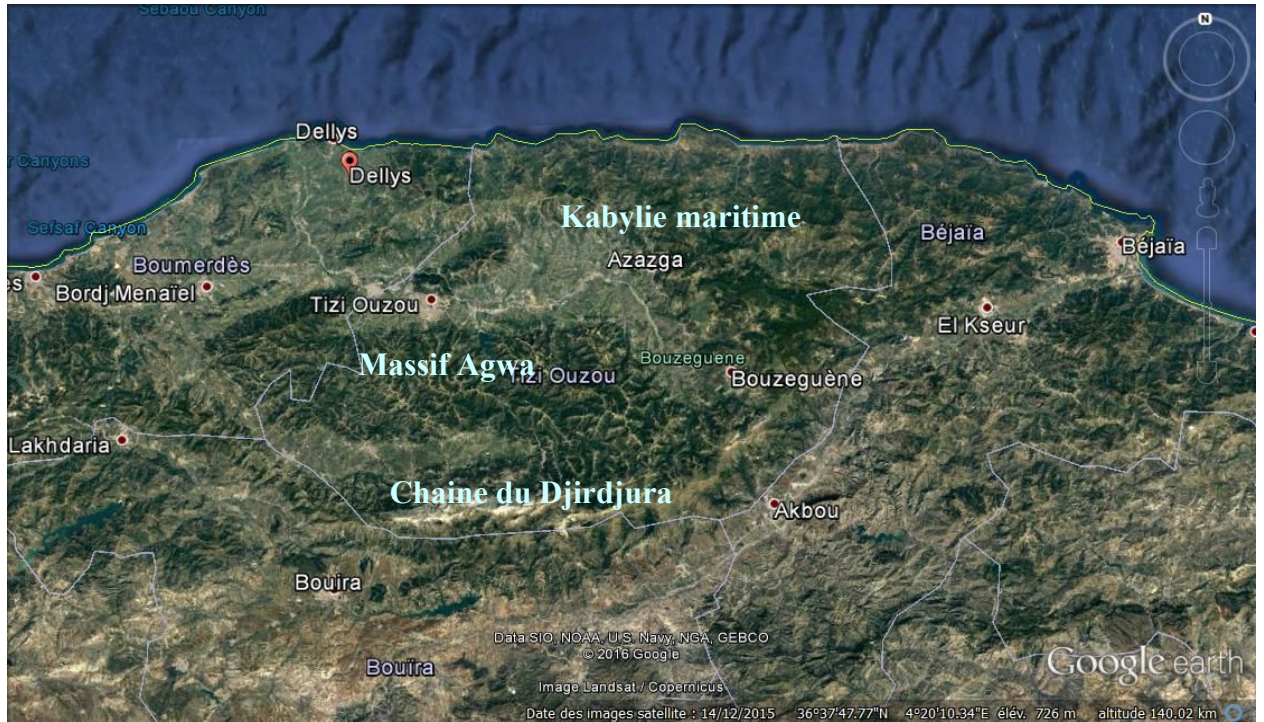 Sebaou Canyon
N
Dellys
r Canyons
Dellys
Kabylie maritime
Sefsaf Canyon
Béjaïa
Béjaïa
Boumerdès
Azazga
es
Bordj Menaïel
Tizi Ouzou
El Kseur
Massif Agwa
Bouzeguene
Tizi Ouzou
Bouzeguène
Lakhdaria
Chaine du Djirdjura
Akbou
Bouira
Data SIO, NOAA, U.S. Navy, NGA, GEBCO
© 2016 Google
Bouïra
Google earth
Image Landsat / Copernicus
Date des images satellite : 14/12/2015 36°37'47.77"N 4°20'10.34"E élév. 726 m altitude 140.02 km